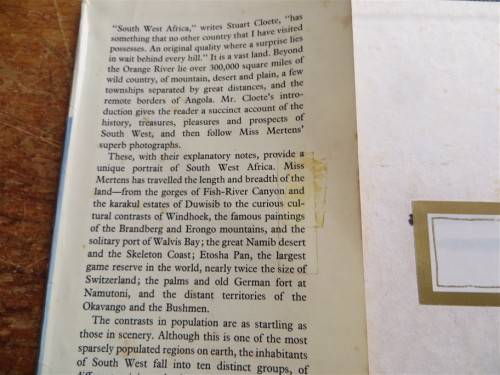 "South West Africa," writes Stuart Cloete, "has
something that no other country that I have visited
possesses. An original quality where a surprise lies
in wait behind every hill." It is a vast land. Beyond
the Orange River lie over 300,000 square miles of
wild country, of mountain, desert and plain, a few
townships separated by great distances, and the
remote borders of Angola. Mr. Cloete's intro-
duction gives the reader a succinct account of the
history, treasures, pleasures and prospects of
South West, and then follow Miss Mertens'
superb photographs.
These, with their explanatory notes, provide a
unique portrait of South West Africa. Miss
Mertens has travelled the length and breadth of the
land—from the gorges of Fish-River Canyon and
the karakul estates of Duwisib to the curious cul-
tural contrasts of Windhoek, the famous paintings
of the Brandberg and Erongo mountains, and the
solitary port of Walvis Bay; the great Namib desert
and the Skeleton Coast; Etosha Pan, the largest
game reserve in the world, nearly twice the size of
Switzerland; the palms and old German fort at
Namutoni, and the distant territories of the
Okavango and the Bushmen.
The contrasts in population are as startling as
those in scenery. Although this is one of the most
sparsely populated regions on earth, the inhabitants
of South West fall into ten distinct groups, of